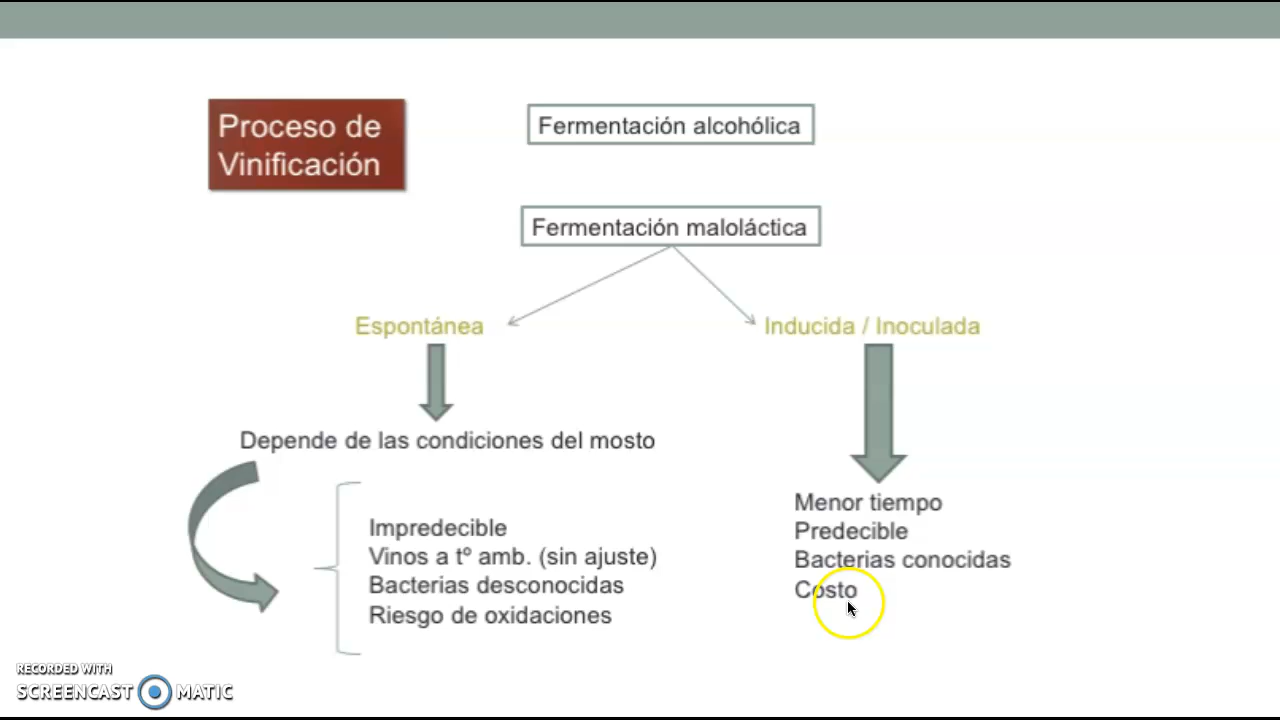 Proceso de
Vinificación
Fermentación alcohólica
Fermentación maloláctica
Espontánea
Inducida / Inoculada
Depende de las condiciones del mosto
Impredecible
Vinos a tº amb. (sin ajuste)
Bacterias desconocidas
Riesgo de oxidaciones
Menor tiempo
Predecible
Bacterias conocidas
Costo
RECORDED WITH
SCREENCAST MATIC